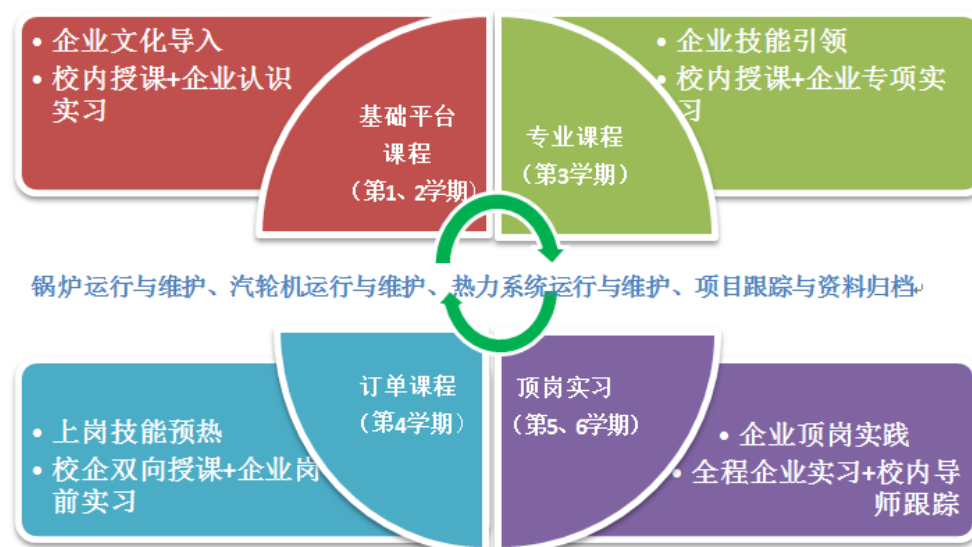 • 企业文化导入
• 校内授课+企业认识
实习
基础平台
课程
（第1、2学期）
• 企业技能引领
• 校内授课+企业专项实
习
专业课程
（第3学期）
锅炉运行与维护、汽轮机运行与维护、热力系统运行与维护、项目跟踪与资料归档
• 上岗技能预热
• 校企双向授课+企业岗
前实习
订单课程
（第4学期）
顶岗实习
（第5、6学期）
• 企业顶岗实践
• 全程企业实习+校内导
师跟踪